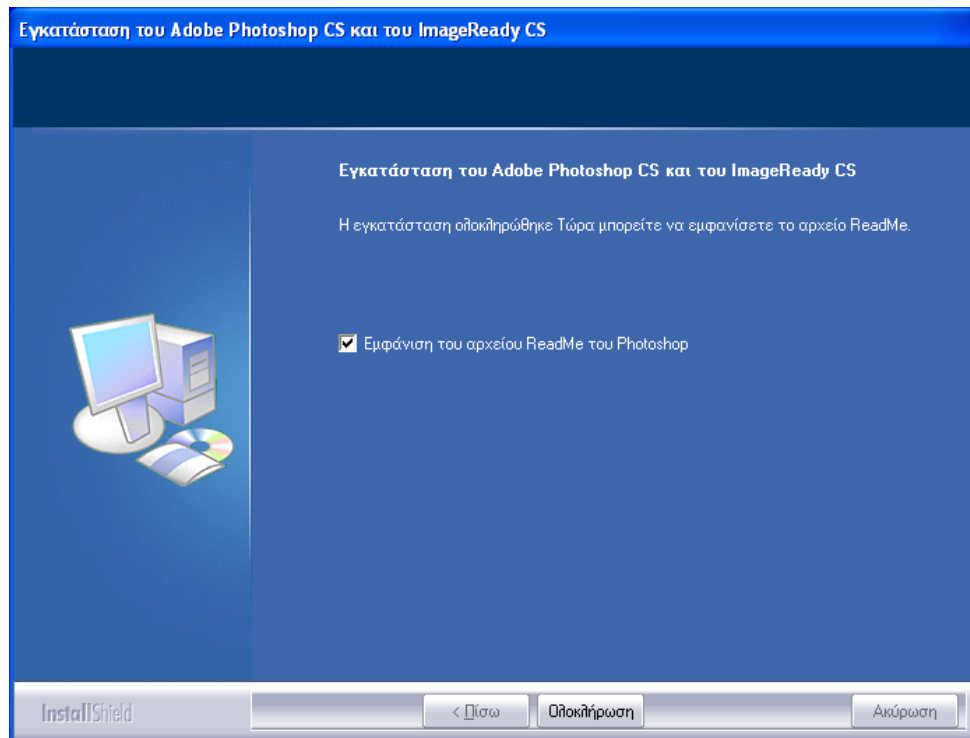 Εγκατάσταση του Adobe Photoshop CS και του ImageReady CS
Εγκατάσταση του Adobe Photoshop CS και του ImageReady CS
Η εγκατάσταση ολοκληρώθηκε Τώρα μπορείτε να εμφανίσετε το αρχείο ReadMe.
Εμφάνιση του αρχείου ReadMe του Photoshop
InstallShield
< Πίσω
Ολοκλήρωση
Ακύρωση